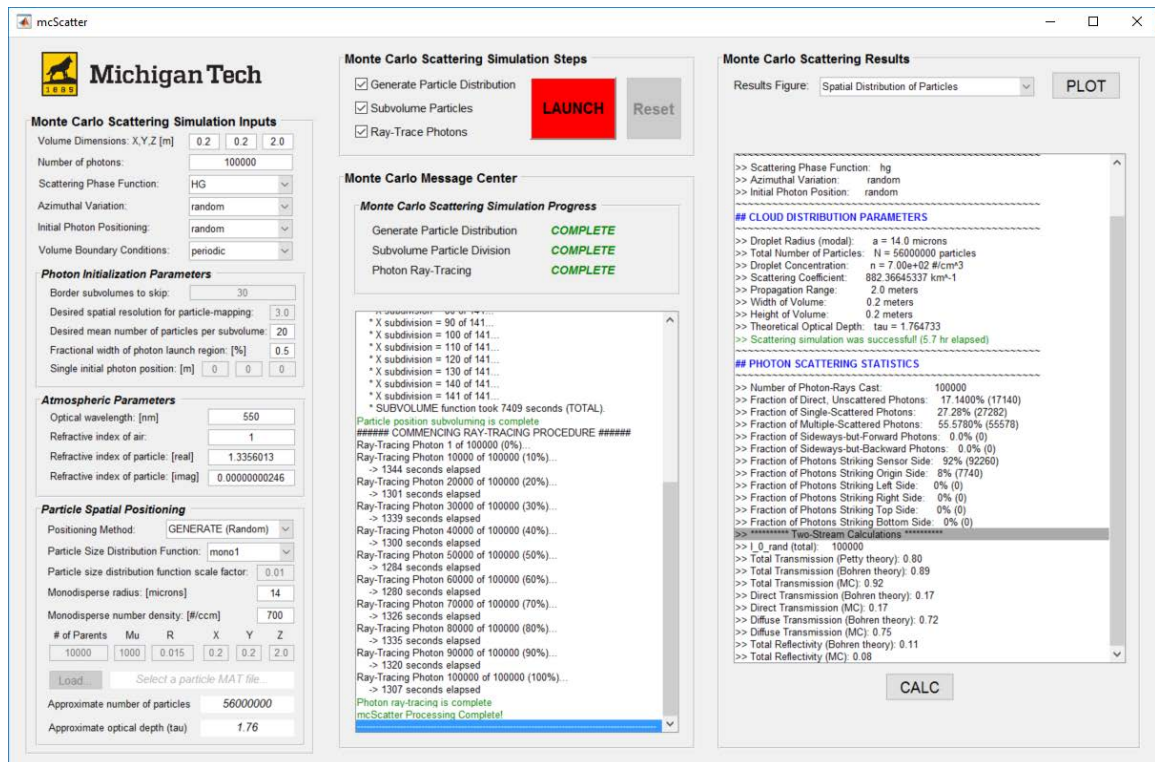 mcScatter
1885
Michigan Tech
Monte Carlo Scattering Simulation Inputs
Volume Dimensions: X,Y,Z [m] 0.2 0.2 2.0
Number of photons: 100000
Scattering Phase Function: HG
Azimuthal Variation: random
Initial Photon Positioning: random
Volume Boundary Conditions: periodic
Photon Initialization Parameters
Border subvolumes to skip: 30
Desired spatial resolution for particle-mapping: 3.0
Desired mean number of particles per subvolume: 20
Fractional width of photon launch region: [%] 0.5
Single initial photon position: [m] 0 0 0
Atmospheric Parameters
Optical wavelength: [nm] 550
Refractive index of air: 1
Refractive index of particle: [real] 1.3356013
Refractive index of particle: [imag] 0.00000000246
Particle Spatial Positioning
Positioning Method: GENERATE (Random)
Particle Size Distribution Function: mono1
Particle size distribution function scale factor: 0.01
Monodisperse radius: [microns] 14
Monodisperse number density: [#/ccm] 700
# of Parents Mu R X Y Z
10000 1000 0.015 0.2 0.2 2.0
Load... Select a particle MAT file...
Approximate number of particles 56000000
Approximate optical depth (tau) 1.76
Monte Carlo Scattering Simulation Steps
Generate Particle Distribution
Subvolume Particles
Ray-Trace Photons
LAUNCH
Reset
Monte Carlo Message Center
Monte Carlo Scattering Simulation Progress
Generate Particle Distribution COMPLETE
Subvolume Particle Division COMPLETE
Photon Ray-Tracing COMPLETE
* X subdivision = 80 of 141...
* X subdivision = 90 of 141...
* X subdivision = 100 of 141...
* X subdivision = 110 of 141...
* X subdivision = 120 of 141...
* X subdivision = 130 of 141...
* X subdivision = 140 of 141...
* X subdivision = 141 of 141...
* SUBVOLUME function took 7409 seconds (TOTAL).
Particle position subvoluming is complete
###### COMMENCING RAY-TRACING PROCEDURE ######
Ray-Tracing Photon 1 of 100000 (0%)...
Ray-Tracing Photon 10000 of 100000 (10%)...
-> 1344 seconds elapsed
Ray-Tracing Photon 20000 of 100000 (20%)...
-> 1301 seconds elapsed
Ray-Tracing Photon 30000 of 100000 (30%)...
-> 1339 seconds elapsed
Ray-Tracing Photon 40000 of 100000 (40%)...
-> 1300 seconds elapsed
Ray-Tracing Photon 50000 of 100000 (50%)...
-> 1284 seconds elapsed
Ray-Tracing Photon 60000 of 100000 (60%)...
-> 1280 seconds elapsed
Ray-Tracing Photon 70000 of 100000 (70%)...
-> 1326 seconds elapsed
Ray-Tracing Photon 80000 of 100000 (80%)...
-> 1335 seconds elapsed
Ray-Tracing Photon 90000 of 100000 (90%)...
-> 1320 seconds elapsed
Ray-Tracing Photon 100000 of 100000 (100%)...
-> 1307 seconds elapsed
Photon ray-tracing is complete
mcScatter Processing Complete!
Monte Carlo Scattering Results
Results Figure: Spatial Distribution of Particles
PLOT
>> Scattering Phase Function: hg
>> Azimuthal Variation: random
>> Initial Photon Position: random
## CLOUD DISTRIBUTION PARAMETERS
>> Droplet Radius (modal): a = 14.0 microns
>> Total Number of Particles: N = 56000000 particles
>> Droplet Concentration: n = 7.00e+02 #/cm^3
>> Scattering Coefficient: 882.36645337 km^-1
>> Propagation Range: 2.0 meters
>> Width of Volume: 0.2 meters
>> Height of Volume: 0.2 meters
>> Theoretical Optical Depth: tau = 1.764733
>> Scattering simulation was successful! (5.7 hr elapsed)
## PHOTON SCATTERING STATISTICS
>> Number of Photon-Rays Cast: 100000
>> Fraction of Direct, Unscattered Photons: 17.1400% (17140)
>> Fraction of Single-Scattered Photons: 27.28% (27282)
>> Fraction of Multiple-Scattered Photons: 55.5780% (55578)
>> Fraction of Sideways-but-Forward Photons: 0.0% (0)
>> Fraction of Sideways-but-Backward Photons: 0.0% (0)
>> Fraction of Photons Striking Sensor Side: 92% (92260)
>> Fraction of Photons Striking Origin Side: 8% (7740)
>> Fraction of Photons Striking Left Side: 0% (0)
>> Fraction of Photons Striking Right Side: 0% (0)
>> Fraction of Photons Striking Top Side: 0% (0)
>> Fraction of Photons Striking Bottom Side: 0% (0)
>> ********** Two-Stream Calculations **********
>> I_0_rand (total): 100000
>> Total Transmission (Petty theory): 0.80
>> Total Transmission (Bohren theory): 0.89
>> Total Transmission (MC): 0.92
>> Direct Transmission (Bohren theory): 0.17
>> Direct Transmission (MC): 0.17
>> Diffuse Transmission (Bohren theory): 0.72
>> Diffuse Transmission (MC): 0.75
>> Total Reflectivity (Bohren theory): 0.11
>> Total Reflectivity (MC): 0.08
CALC